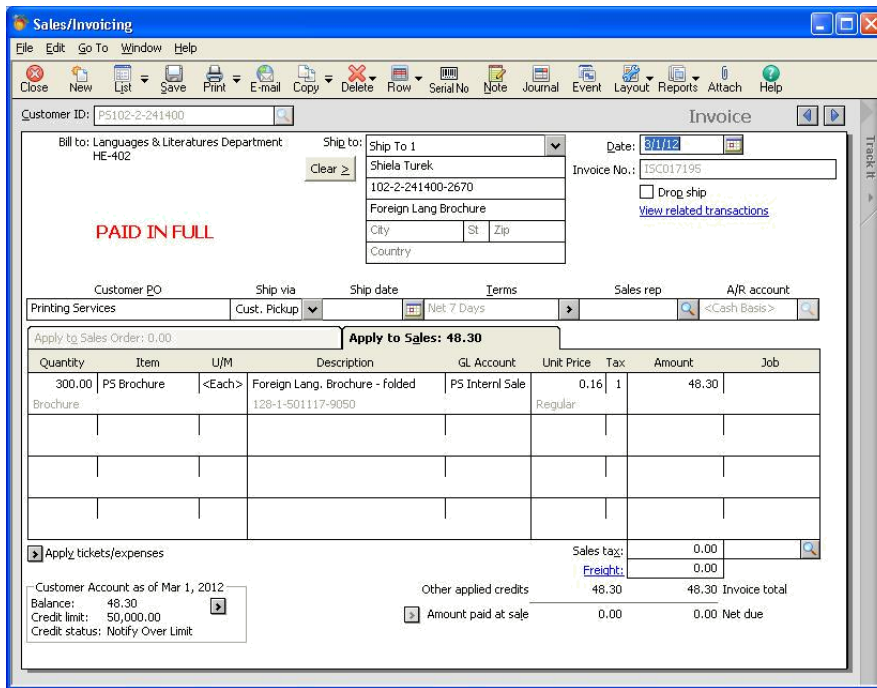 Sales/Invoicing
File Edit Go To Window Help
Close New List Save Print E-mail Copy Delete Row Serial No Note Journal Event Layout Reports Attach Help
Customer ID: PS102-2-241400
Invoice
Track It
Bill to: Languages & Literatures Department
HE-402
PAID IN FULL
Ship to: Ship To 1
Clear >
Shiela Turek
102-2-241400-2670
Foreign Lang Brochure
City St Zip
Country
Date: 3/1/12
Invoice No.: ISC017195
Drop ship
View related transactions
Customer PO Ship via Ship date Terms Sales rep A/R account
Printing Services Cust. Pickup Net 7 Days <Cash Basis>
Apply to Sales Order: 0.00 Apply to Sales: 48.30
Quantity Item U/M Description GL Account Unit Price Tax Amount Job
300.00 PS Brochure <Each> Foreign Lang. Brochure - folded PS Internl Sale 0.16 1 48.30
Brochure 128-1-501117-9050 Regular
Apply tickets/expenses
Sales tax: 0.00
Freight: 0.00
Customer Account as of Mar 1, 2012
Balance: 48.30
Credit limit: 50,000.00
Credit status: Notify Over Limit
Other applied credits 48.30 48.30 Invoice total
Amount paid at sale 0.00 0.00 Net due